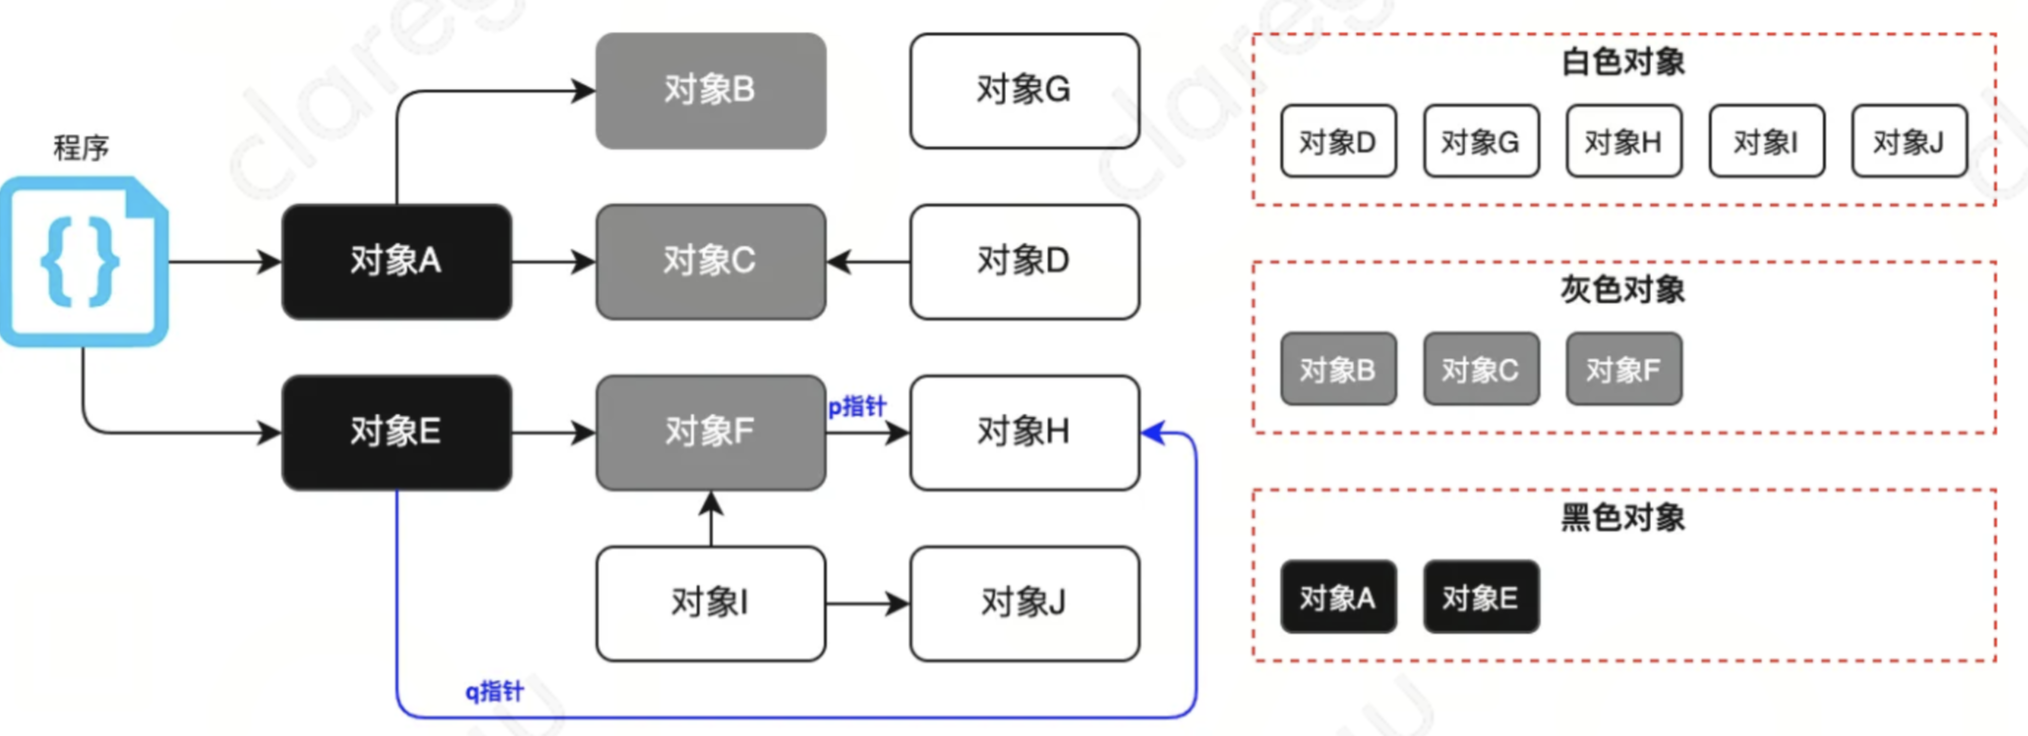 程序
{}
对象A
对象B
对象C
对象D
对象E
对象F
对象G
对象H
对象I
对象J
p指针
q指针
白色对象
对象D 对象G 对象H 对象I 对象J
灰色对象
对象B 对象C 对象F
黑色对象
对象A 对象E